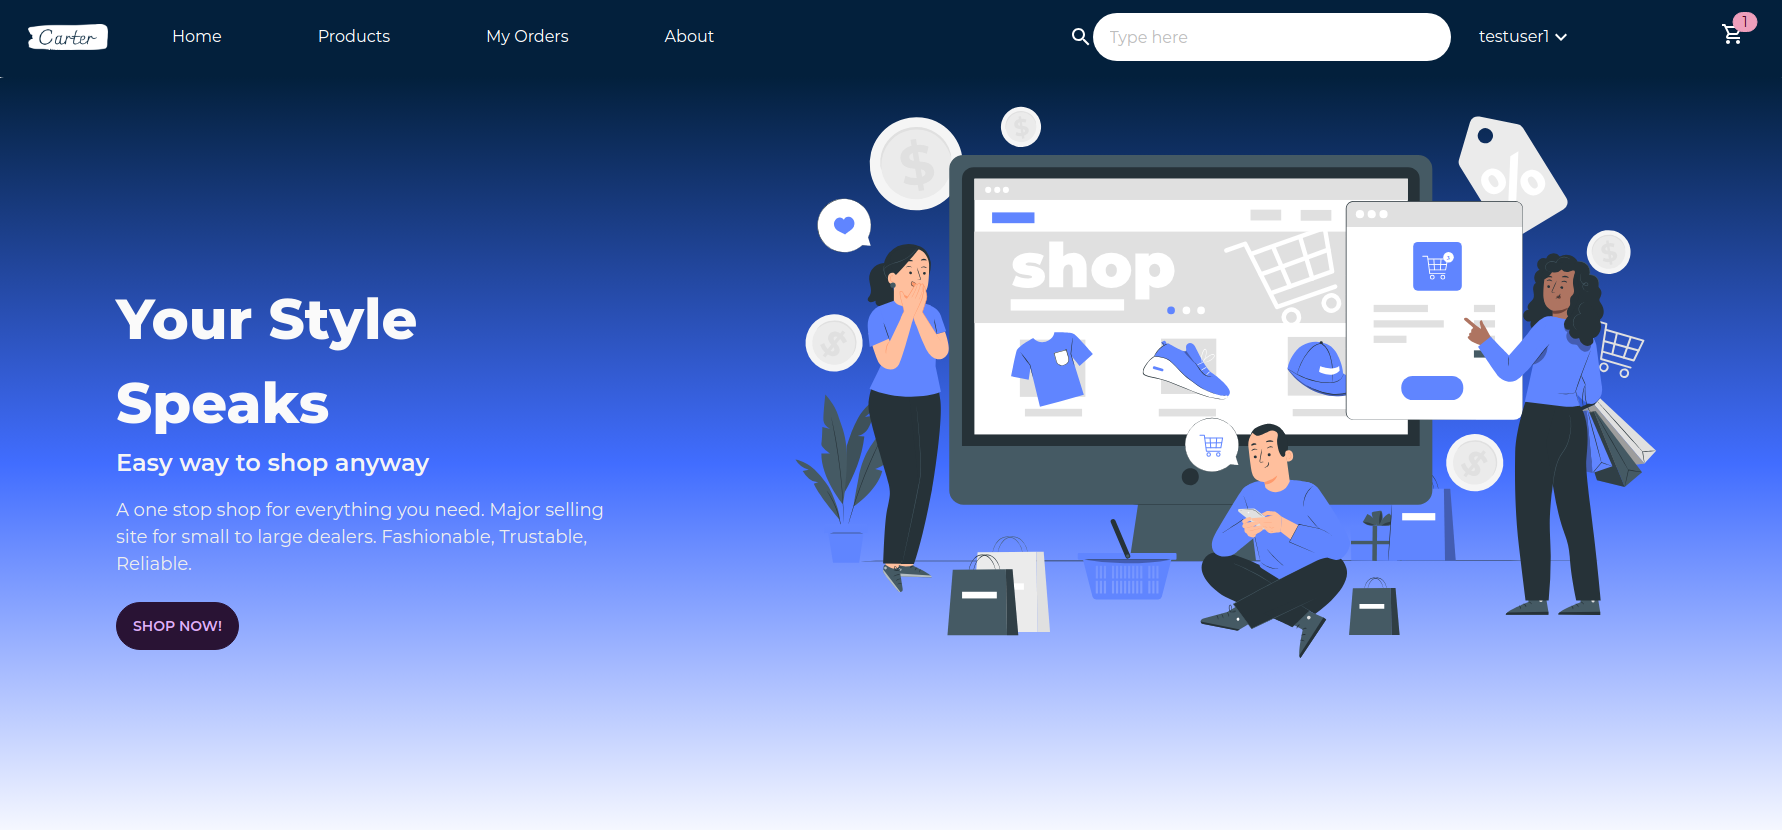 Carter
Home
Products
My Orders
About
Type here
testuser1
1
shop
Your Style
Speaks
Easy way to shop anyway
A one stop shop for everything you need. Major selling
site for small to large dealers. Fashionable, Trustable,
Reliable.
SHOP NOW!